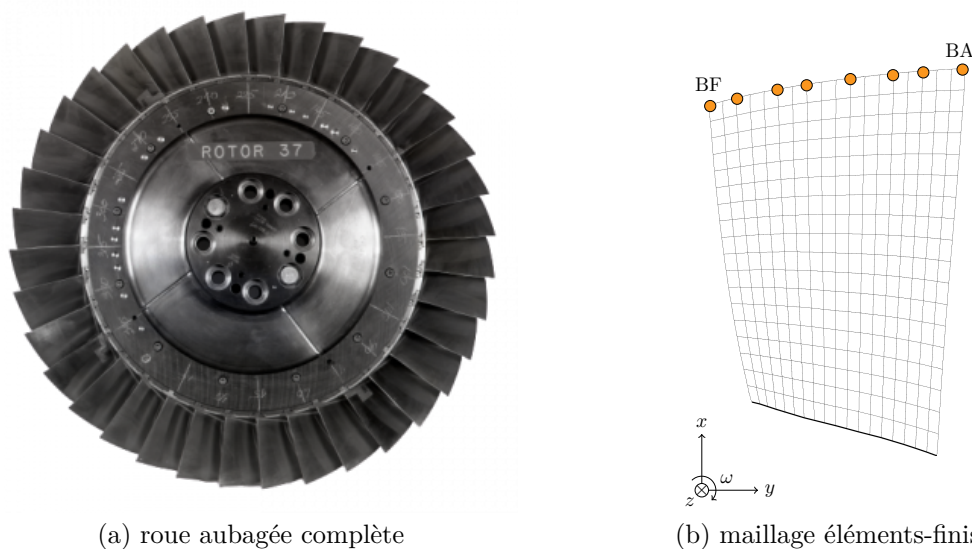 ROTOR 37
BA
BF
x
ω
z
y
(a) roue aubagée complète
(b) maillage éléments-finis